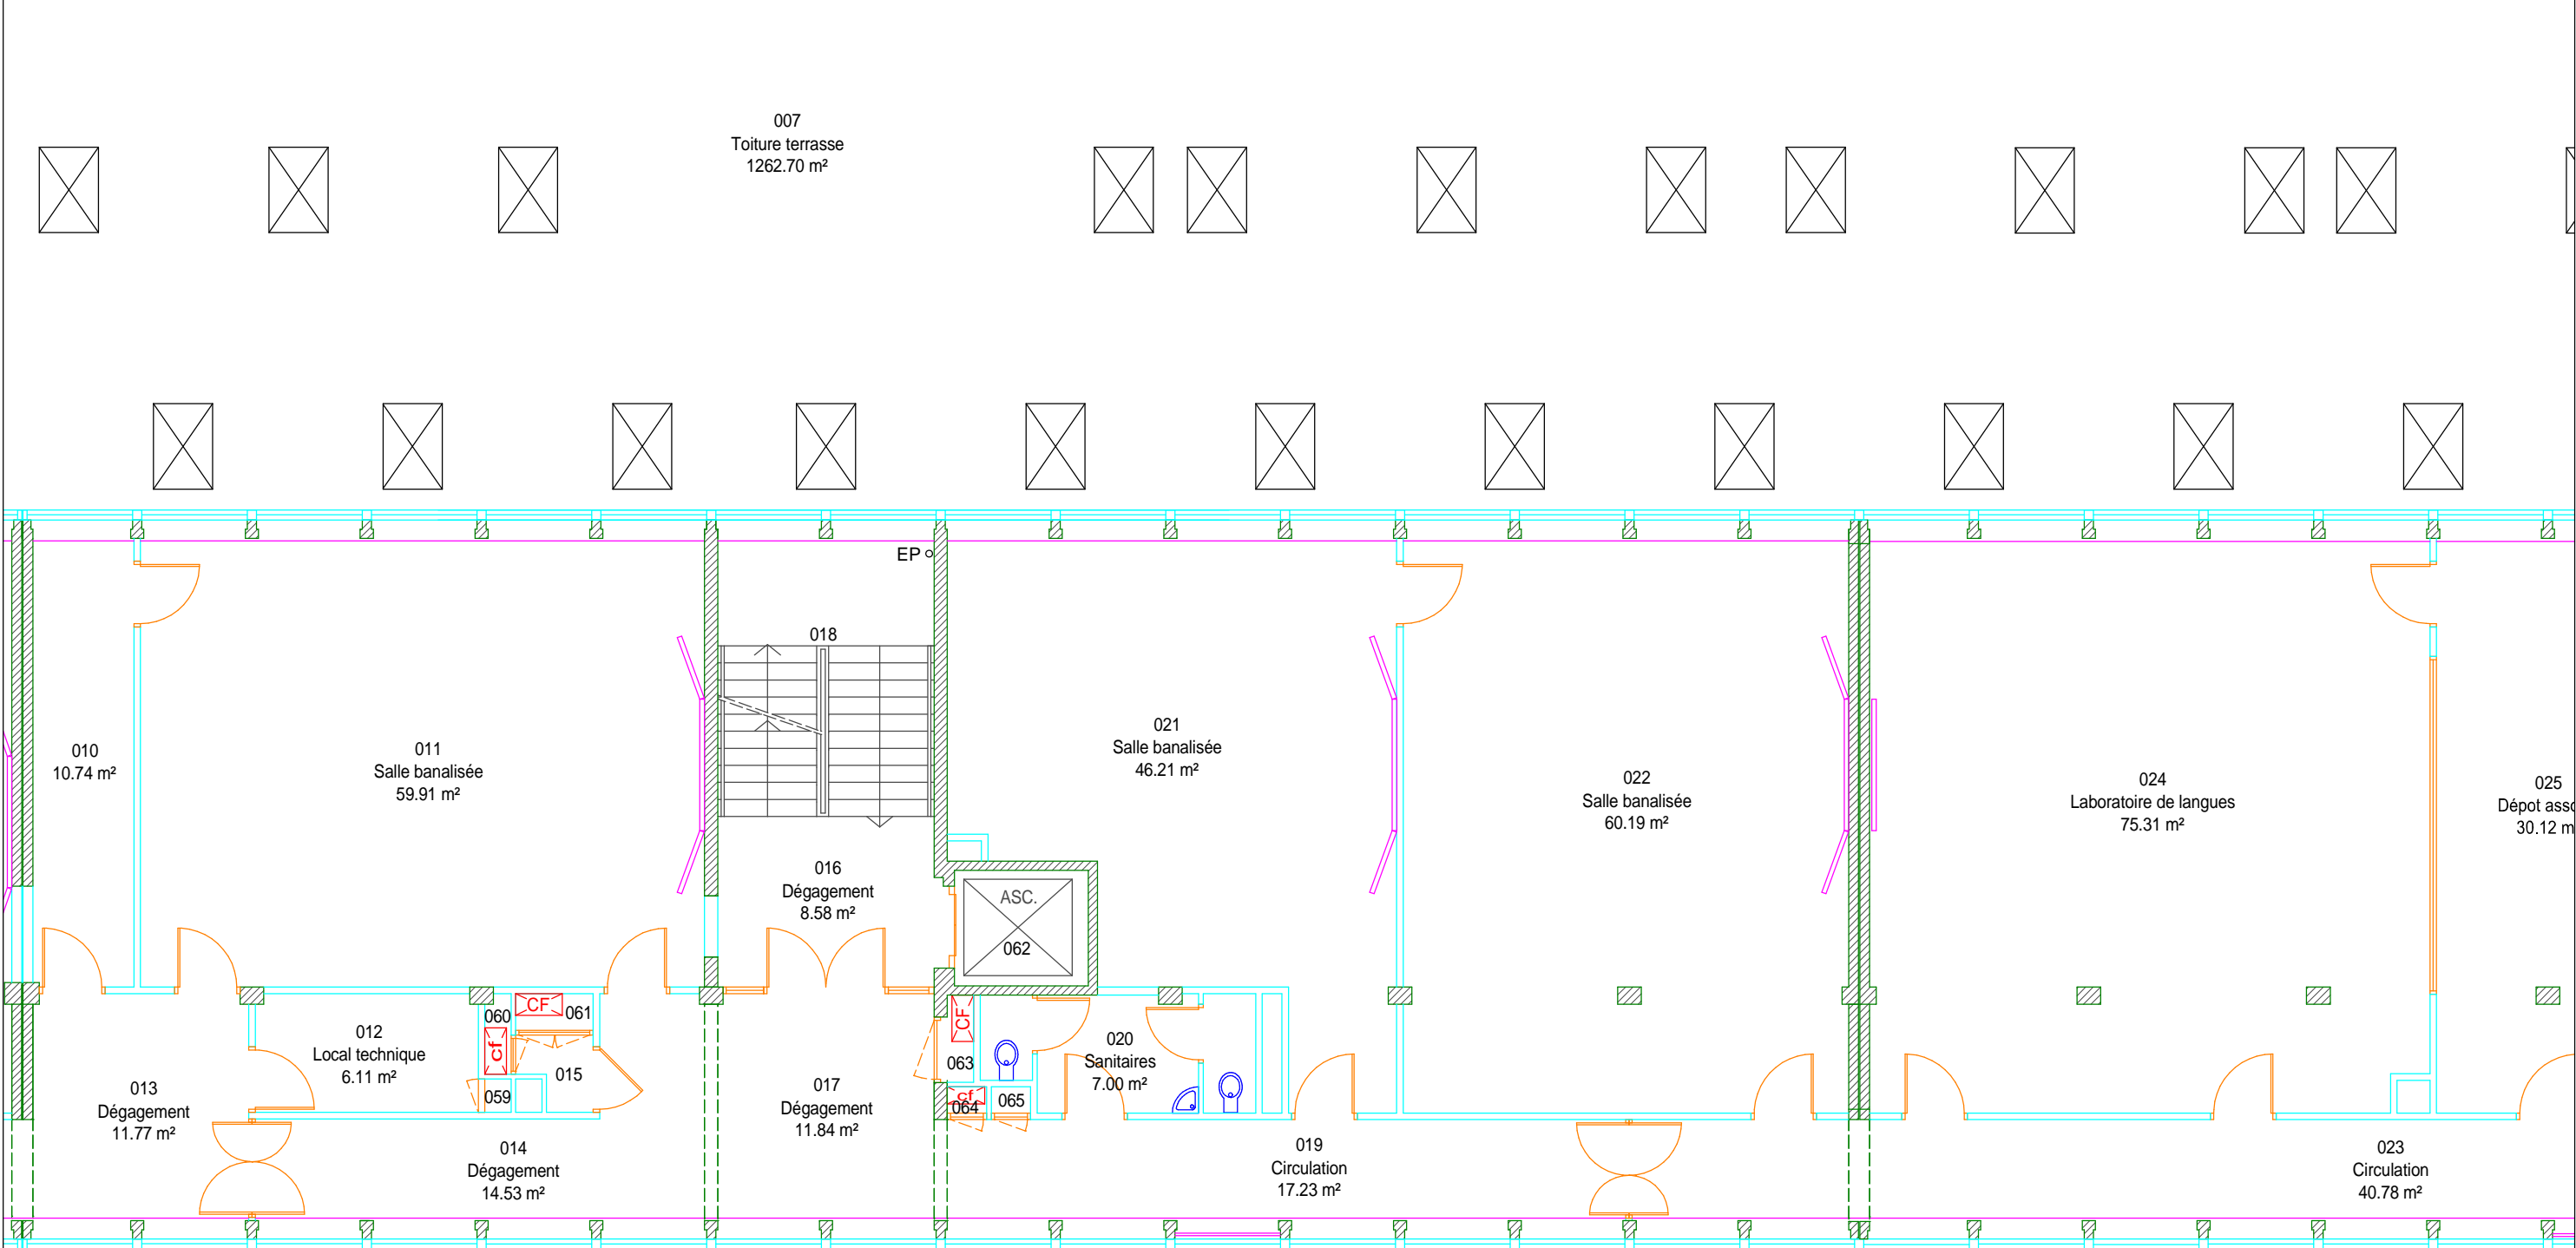 007
Toiture terrasse
1262.70 m²
EP
018
010
10.74 m²
011
Salle banalisée
59.91 m²
021
Salle banalisée
46.21 m²
022
Salle banalisée
60.19 m²
024
Laboratoire de langues
75.31 m²
025
Dépot asso
30.12 m
016
Dégagement
8.58 m²
ASC.
062
CF
061
060
cf
059
015
012
Local technique
6.11 m²
013
Dégagement
11.77 m²
014
Dégagement
14.53 m²
017
Dégagement
11.84 m²
CF
063
cf
064
065
020
Sanitaires
7.00 m²
019
Circulation
17.23 m²
023
Circulation
40.78 m²